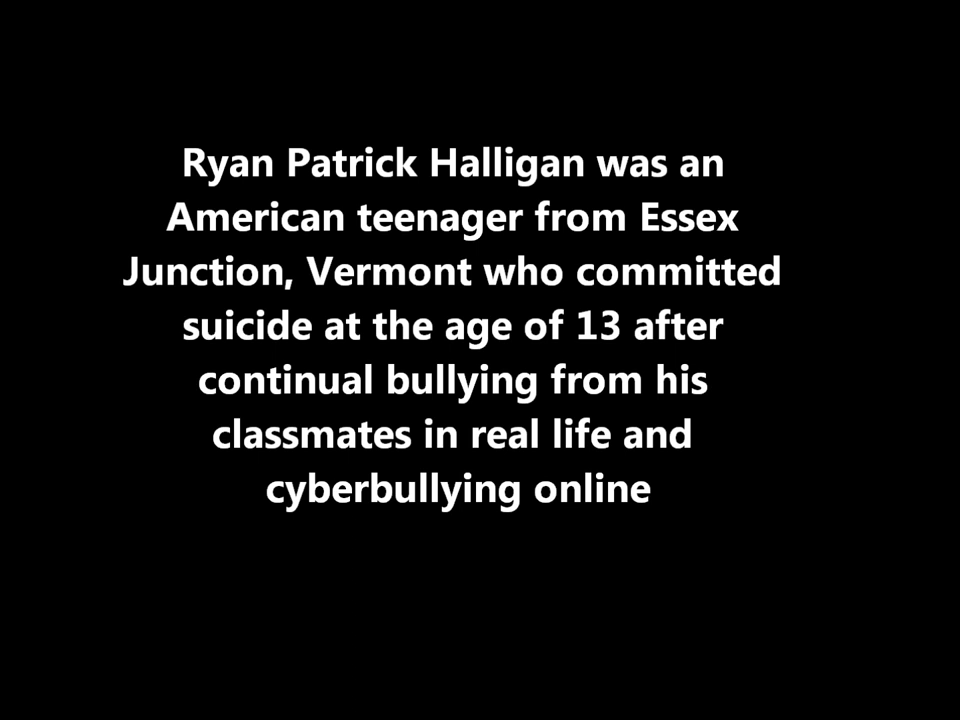 Ryan Patrick Halligan was an
American teenager from Essex
Junction, Vermont who committed
suicide at the age of 13 after
continual bullying from his
classmates in real life and
cyberbullying online